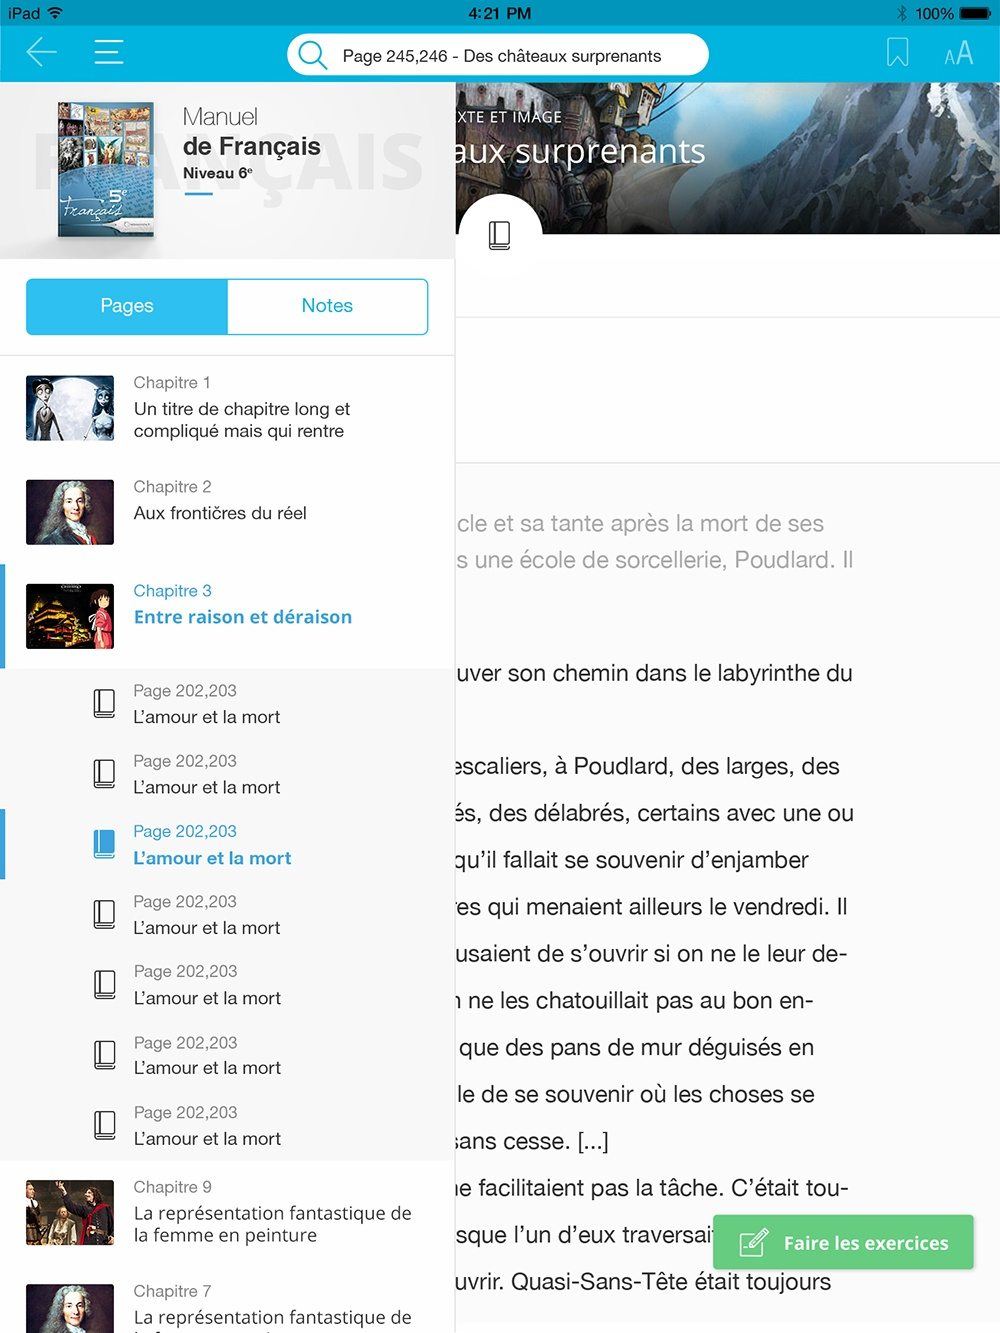 iPad
4:21 PM
100%
Page 245,246 - Des châteaux surprenants
AA
FRANÇAIS
Manuel
de Français
Niveau 6e
5e
Français
XTE ET IMAGE
aux surprenants
Pages
Notes
Chapitre 1
Un titre de chapitre long et
compliqué mais qui rentre
Chapitre 2
Aux frontičres du réel
Chapitre 3
Entre raison et déraison
Page 202,203
L'amour et la mort
Page 202,203
L'amour et la mort
Page 202,203
L'amour et la mort
Page 202,203
L'amour et la mort
Page 202,203
L'amour et la mort
Page 202,203
L'amour et la mort
Page 202,203
L'amour et la mort
Chapitre 9
La représentation fantastique de
la femme en peinture
Chapitre 7
La représentation fantastique de
cle et sa tante après la mort de ses
s une école de sorcellerie, Poudlard. Il
uver son chemin dans le labyrinthe du
escaliers, à Poudlard, des larges, des
és, des délabrés, certains avec une ou
qu'il fallait se souvenir d'enjamber
res qui menaient ailleurs le vendredi. Il
usaient de s'ouvrir si on ne le leur de-
ne les chatouillait pas au bon en-
que des pans de mur déguisés en
le de se souvenir où les choses se
sans cesse. [...]
ne facilitaient pas la tâche. C'était tou-
sque l'un d'eux traversai
uvrir. Quasi-Sans-Tête était toujours
Faire les exercices